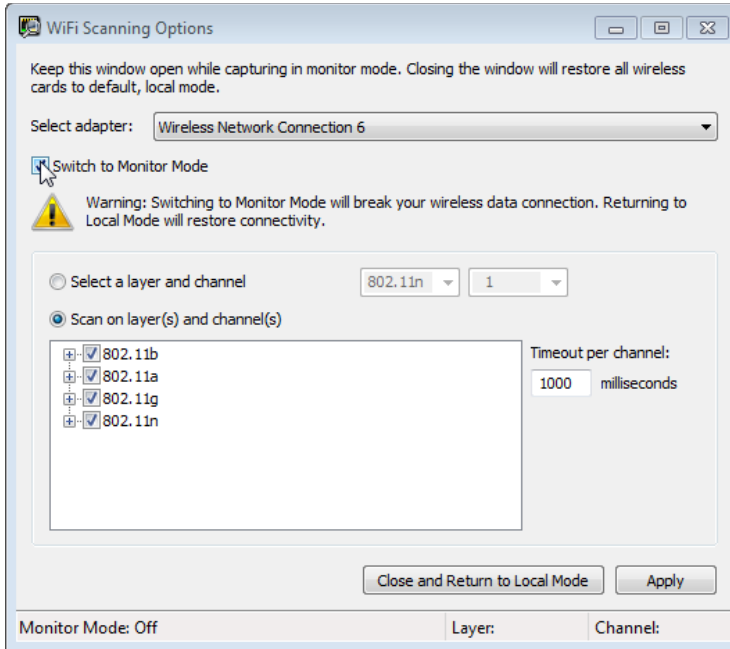 WiFi Scanning Options
Keep this window open while capturing in monitor mode. Closing the window will restore all wireless
cards to default, local mode.
Select adapter: Wireless Network Connection 6
Switch to Monitor Mode
Warning: Switching to Monitor Mode will break your wireless data connection. Returning to
Local Mode will restore connectivity.
Select a layer and channel 802.11n 1
Scan on layer(s) and channel(s)
802.11b
802.11a
802.11g
802.11n
Timeout per channel:
1000 milliseconds
Close and Return to Local Mode Apply
Monitor Mode: Off Layer: Channel: